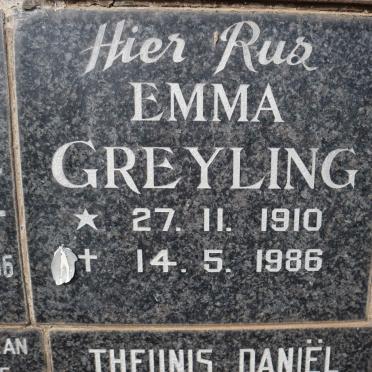 Hier Rus
EMMA
GREYLING
★ 27. 11. 1910
✝ 14. 5. 1986
THEUNIS DANIËL